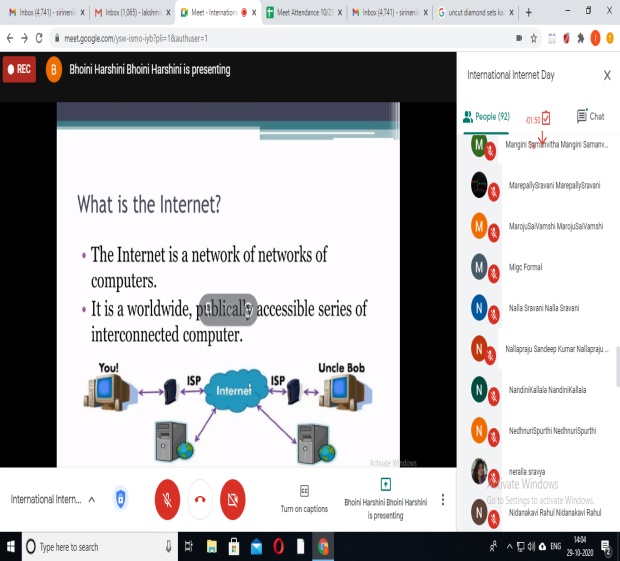 Inbox (4,741) - sirineni
Inbox (1,065) - lakshmi
Meet - Internation
Meet Attendance 10/2
Inbox (4,741) - sirineni
uncut diamond sets
meet.google.com/ysw-ismo-iyb?pli=1&authuser=1
REC
B
Bhoini Harshini Bhoini Harshini is presenting
What is the Internet?
• The Internet is a network of networks of
computers.
• It is a worldwide, publically accessible series of
interconnected computer.
You!
ISP
Internet
ISP
Uncle Bob
Activate Windows
International Intern...
Turn on captions
Bhoini Harshini Bhoini Harshini
is presenting
International Internet Day
X
People (92)
-01:50
Chat
M
Mangini Samanvitha Mangini Samanv...
MarepallySravani MarepallySravani
M
MarojuSaiVamshi MarojuSaiVamshi
M
Migc Formal
N
Nalla Sravani Nalla Sravani
N
Nallapraju Sandeep Kumar Nallapraju ...
N
NandiniKallala NandiniKallala
N
NedhnuriSpurthi NedhnuriSpurthi
neralla sravya
Activate Windows
Go to Settings to activate Windows.
N
Nidanakavi Rahul Nidanakavi Rahul
Type here to search
ENG
14:04
29-10-2020
2